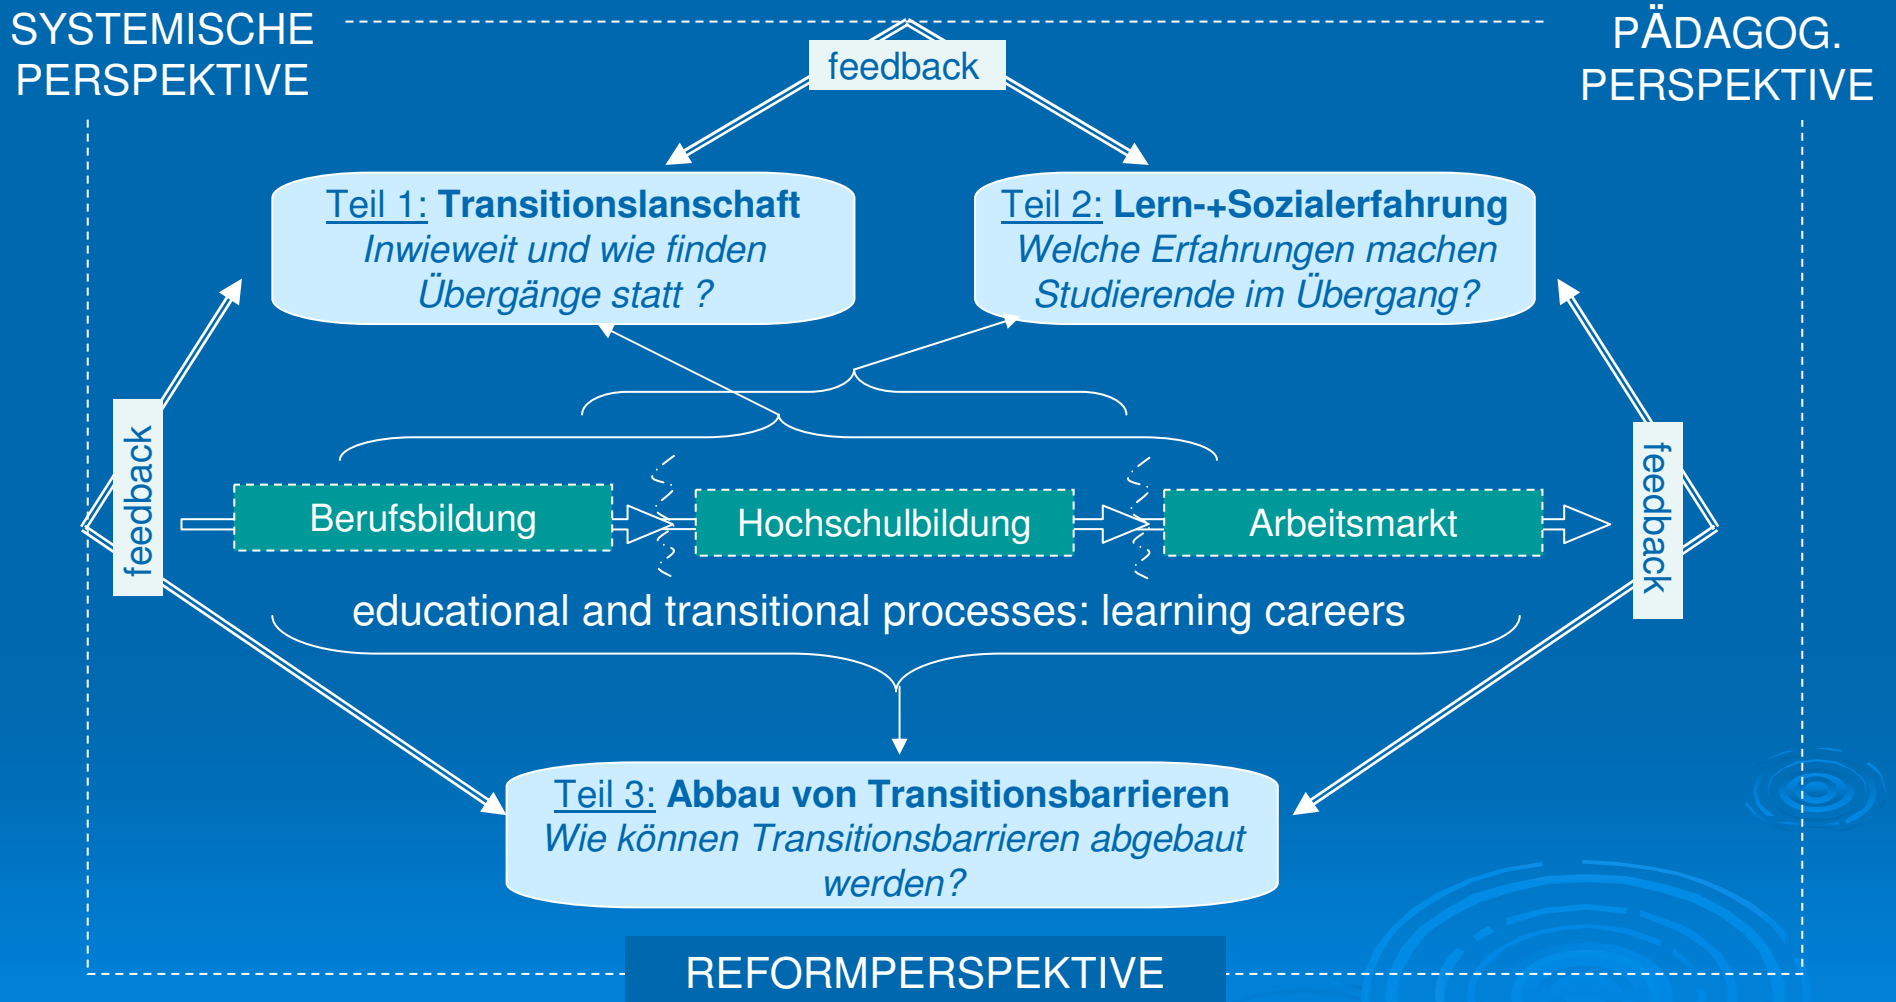 SYSTEMISCHE
PERSPEKTIVE
PÄDAGOG.
PERSPEKTIVE
feedback
Teil 1: Transitionslanschaft
Inwieweit und wie finden
Übergänge statt ?
Teil 2: Lern-+Sozialerfahrung
Welche Erfahrungen machen
Studierende im Übergang?
feedback
feedback
Berufsbildung
Hochschulbildung
Arbeitsmarkt
educational and transitional processes: learning careers
Teil 3: Abbau von Transitionsbarrieren
Wie können Transitionsbarrieren abgebaut
werden?
REFORMPERSPEKTIVE